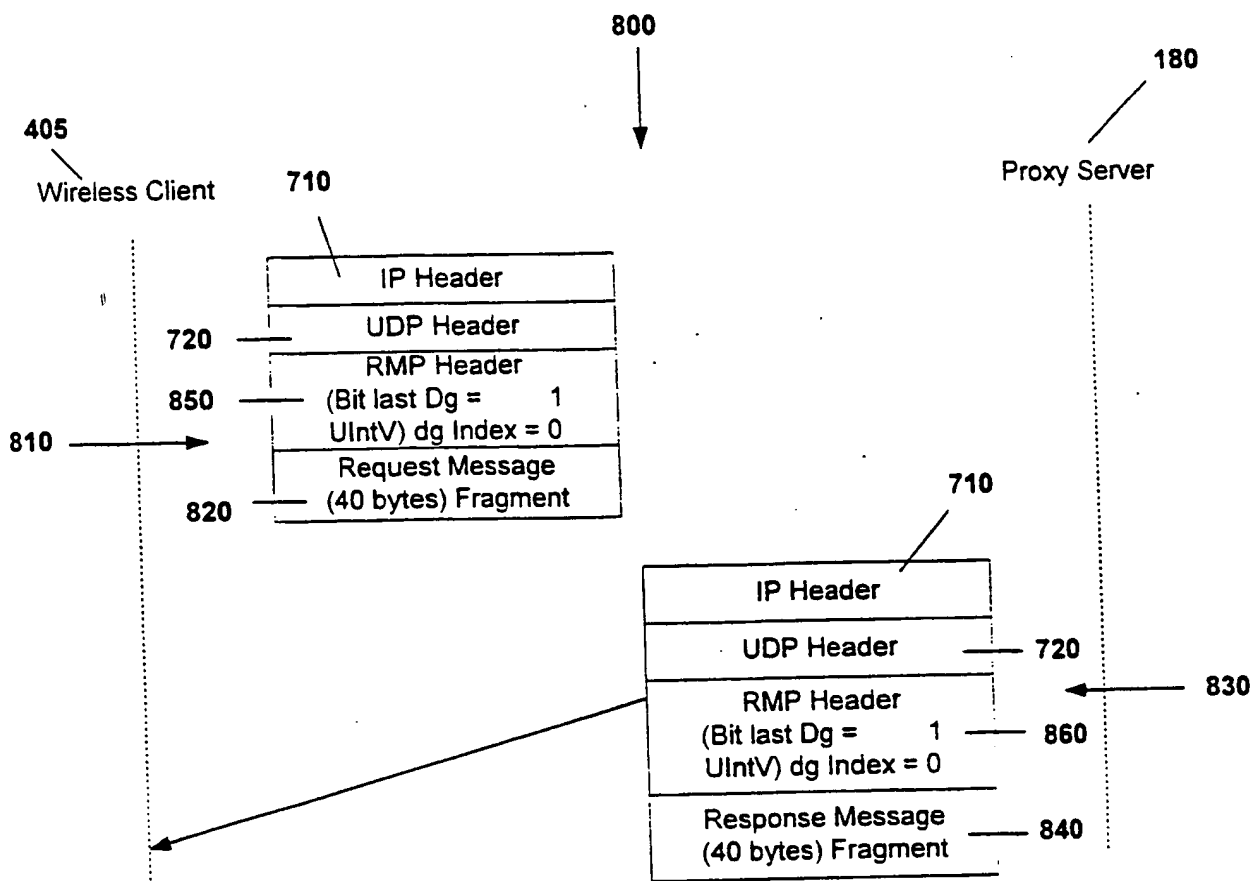 800
180
405
Wireless Client
710
Proxy Server
IP Header
720
UDP Header
850
RMP Header
(Bit last Dg = 1
UIntV) dg Index = 0
810
820
Request Message
(40 bytes) Fragment
710
IP Header
UDP Header
720
RMP Header
(Bit last Dg = 1
UIntV) dg Index = 0
830
860
Response Message
(40 bytes) Fragment
840